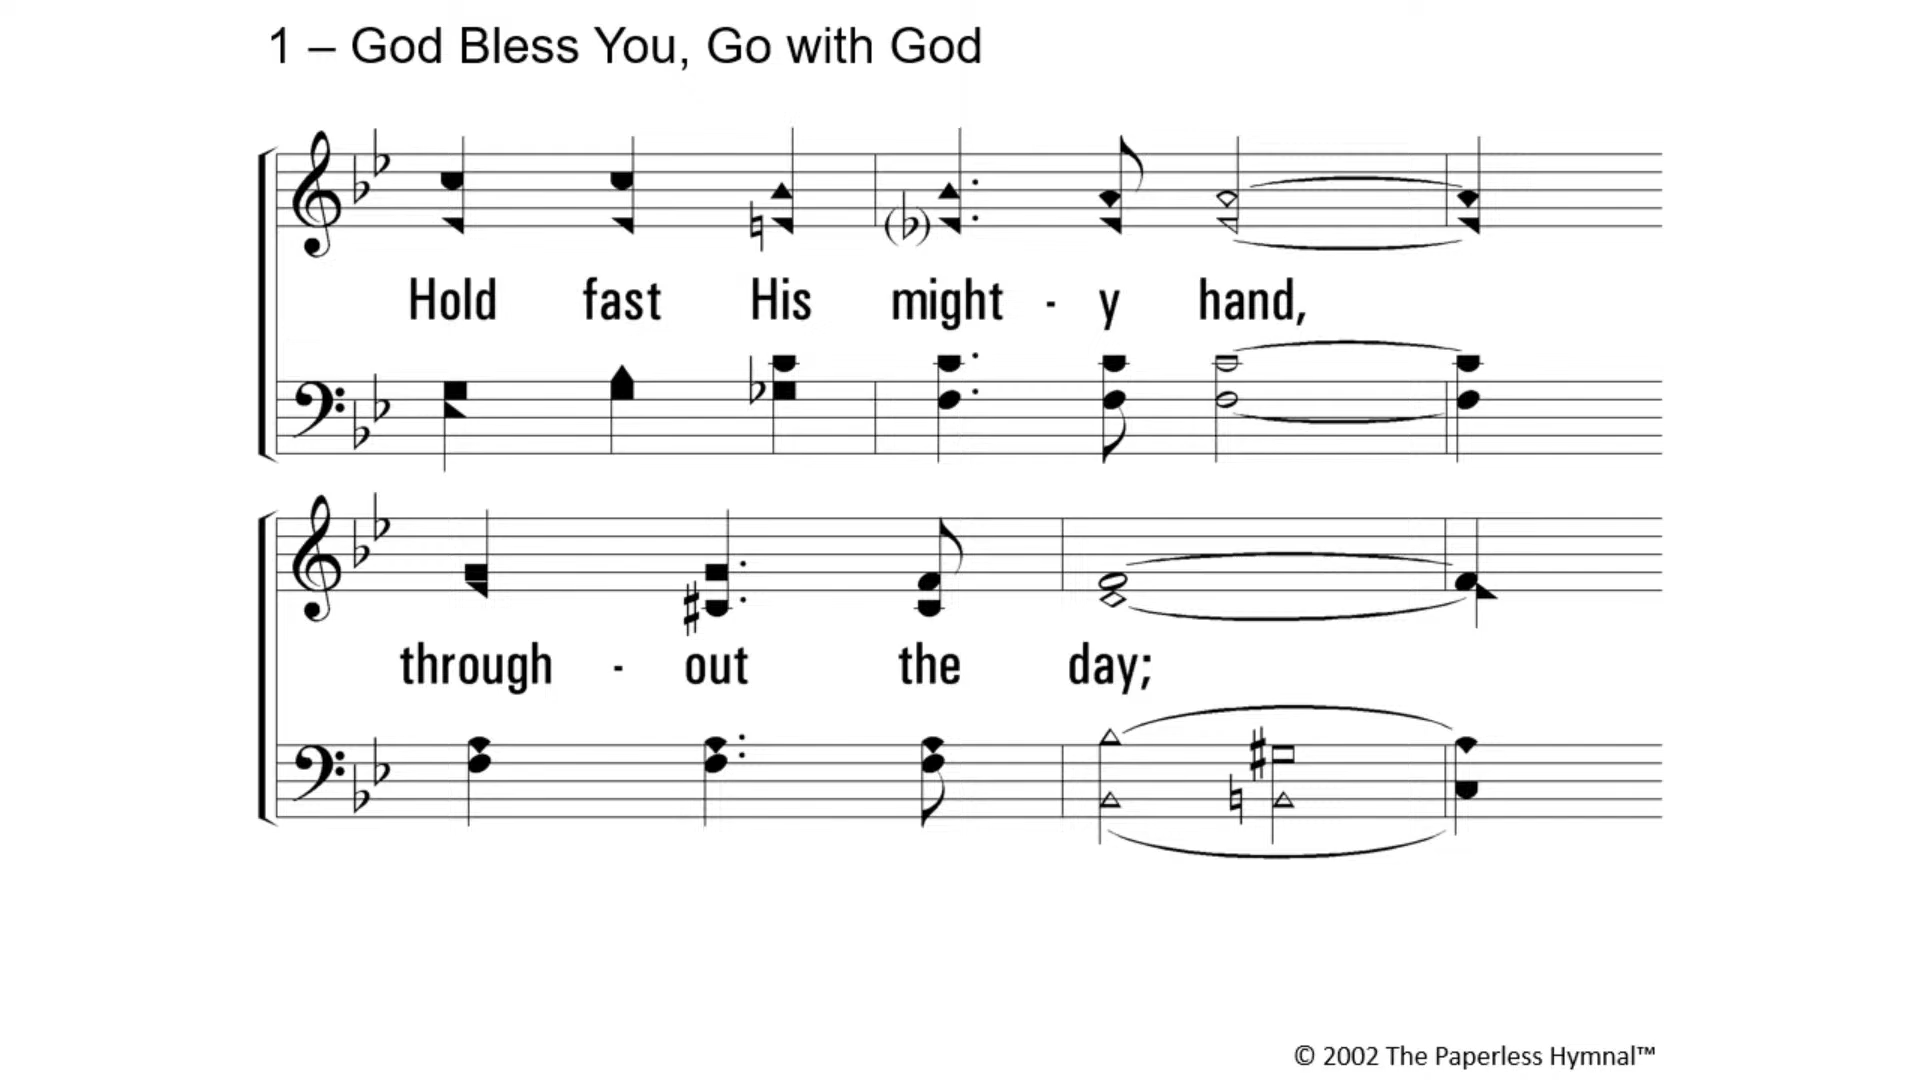 1 – God Bless You, Go with God
Hold fast His might - y hand,
through - out the day;
© 2002 The Paperless Hymnal™